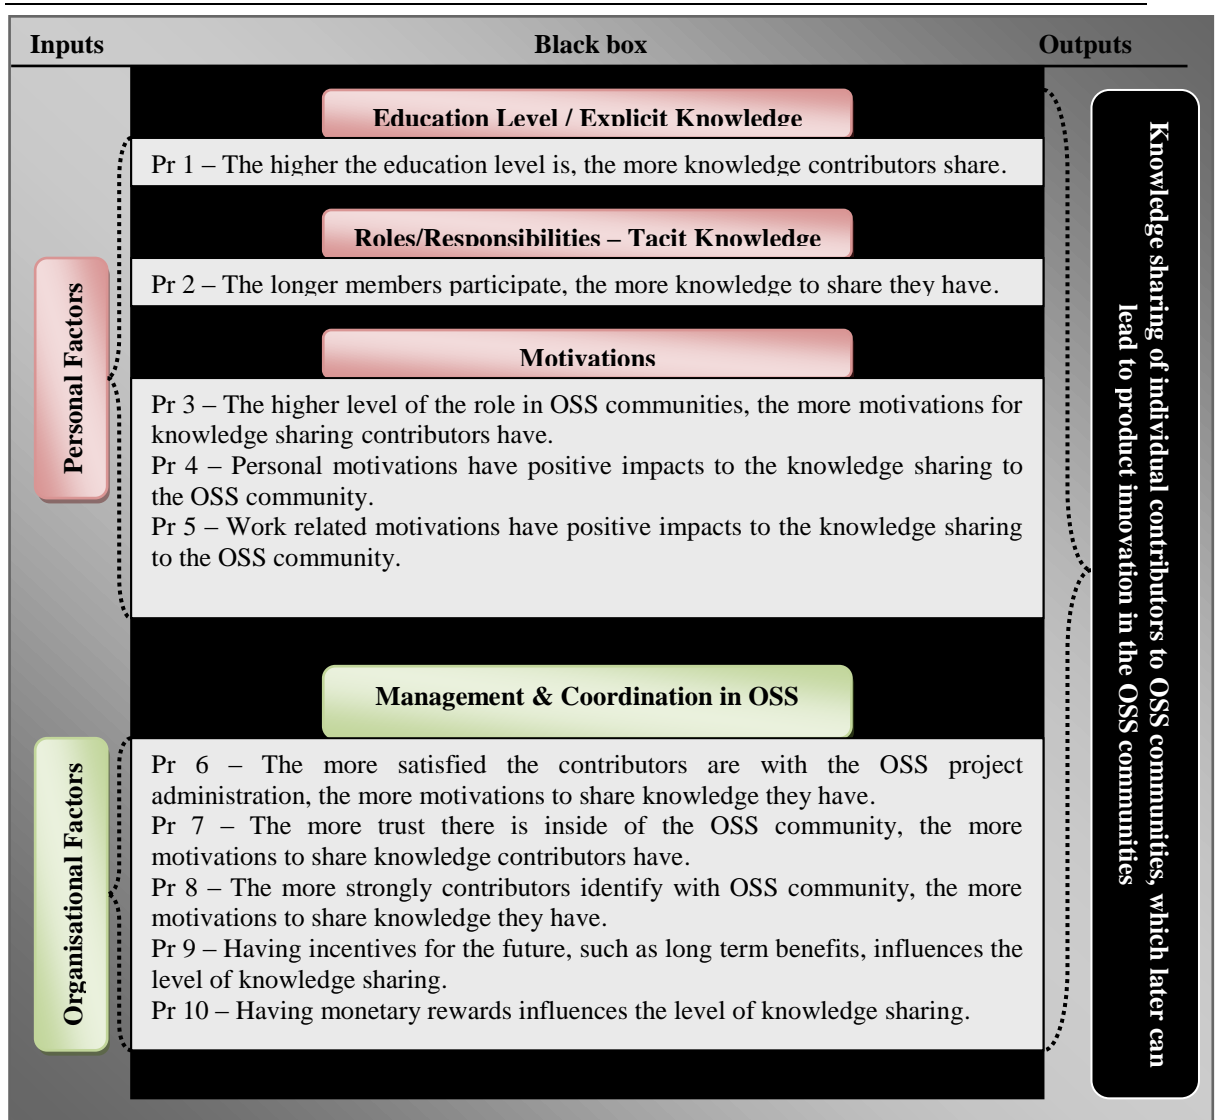 Inputs
Black box
Outputs
Education Level / Explicit Knowledge
Pr 1 – The higher the education level is, the more knowledge contributors share.
Roles/Responsibilities – Tacit Knowledge
Pr 2 – The longer members participate, the more knowledge to share they have.
Motivations
Pr 3 – The higher level of the role in OSS communities, the more motivations for
knowledge sharing contributors have.
Pr 4 – Personal motivations have positive impacts to the knowledge sharing to
the OSS community.
Pr 5 – Work related motivations have positive impacts to the knowledge sharing
to the OSS community.
Personal Factors
Management & Coordination in OSS
Pr 6 – The more satisfied the contributors are with the OSS project
administration, the more motivations to share knowledge they have.
Pr 7 – The more trust there is inside of the OSS community, the more
motivations to share knowledge contributors have.
Pr 8 – The more strongly contributors identify with OSS community, the more
motivations to share knowledge they have.
Pr 9 – Having incentives for the future, such as long term benefits, influences the
level of knowledge sharing.
Pr 10 – Having monetary rewards influences the level of knowledge sharing.
Organisational Factors
Knowledge sharing of individual contributors to OSS communities, which later can
lead to product innovation in the OSS communities